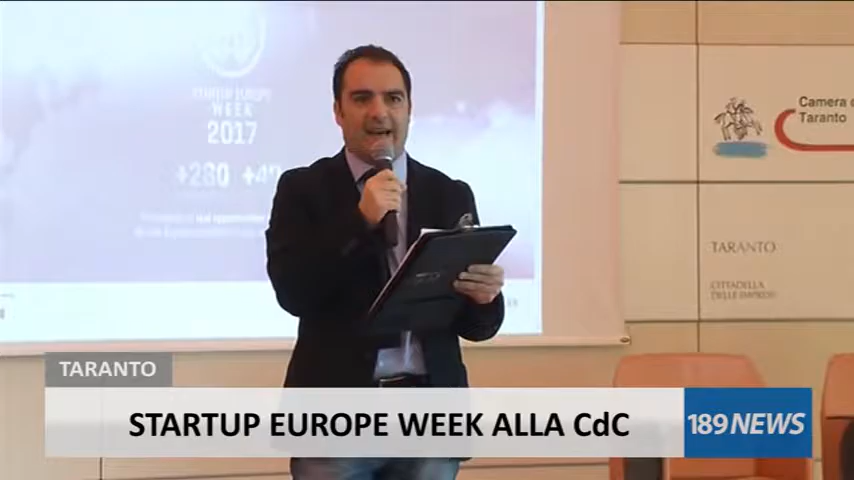 STARTUP EUROPE
WEEK
2017
+280
Camera
Taranto
TARANTO
CITTADELLA
DELLE IMPRESE
TARANTO
STARTUP EUROPE WEEK ALLA CdC
189NEWS